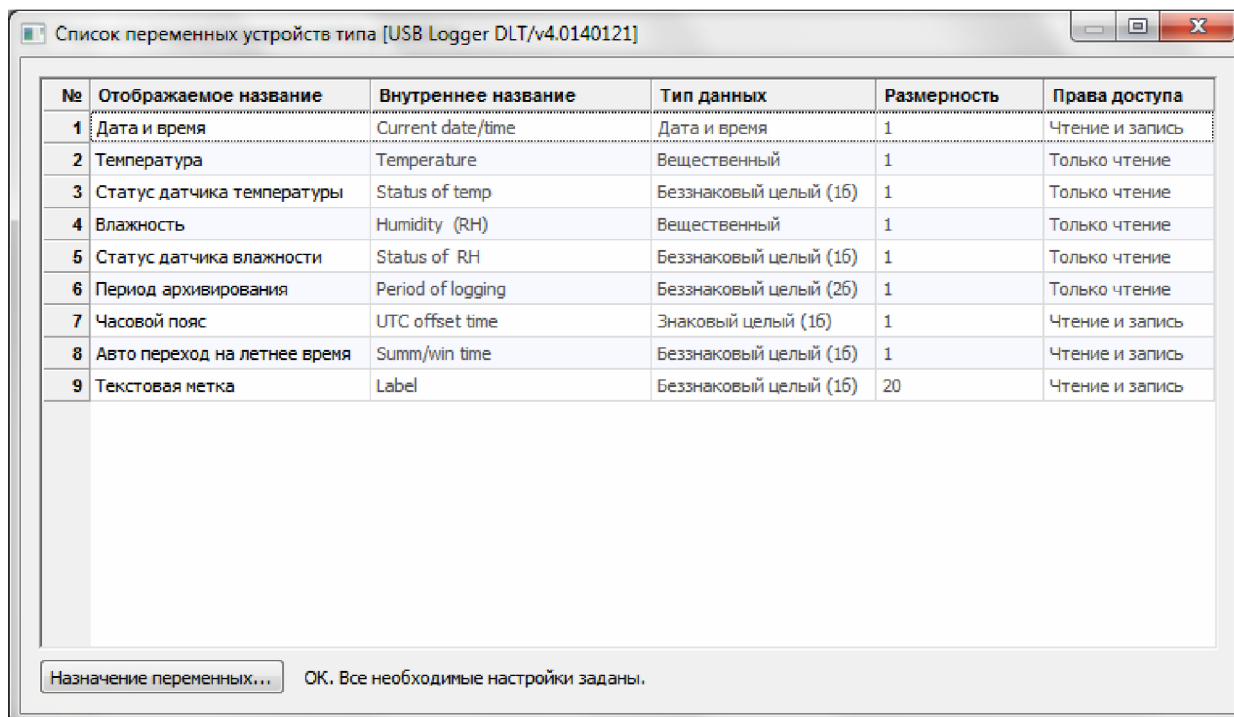 Список переменных устройств типа [USB Logger DLT/v4.0140121]
№ Отображаемое название Внутреннее название Тип данных Размерность Права доступа
1 Дата и время Current date/time Дата и время 1 Чтение и запись
2 Температура Temperature Вещественный 1 Только чтение
3 Статус датчика температуры Status of temp Беззнаковый целый (1б) 1 Только чтение
4 Влажность Humidity (RH) Вещественный 1 Только чтение
5 Статус датчика влажности Status of RH Беззнаковый целый (1б) 1 Только чтение
6 Период архивирования Period of logging Беззнаковый целый (2б) 1 Только чтение
7 Часовой пояс UTC offset time Знаковый целый (1б) 1 Чтение и запись
8 Авто переход на летнее время Summ/win time Беззнаковый целый (1б) 1 Чтение и запись
9 Текстовая метка Label Беззнаковый целый (1б) 20 Чтение и запись
Назначение переменных... ОК. Все необходимые настройки заданы.